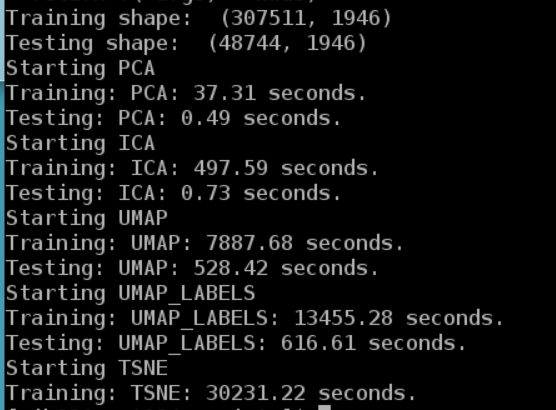 Training shape:  (307511, 1946)
Testing shape:  (48744, 1946)
Starting PCA
Training: PCA: 37.31 seconds.
Testing: PCA: 0.49 seconds.
Starting ICA
Training: ICA: 497.59 seconds.
Testing: ICA: 0.73 seconds.
Starting UMAP
Training: UMAP: 7887.68 seconds.
Testing: UMAP: 528.42 seconds.
Starting UMAP_LABELS
Training: UMAP_LABELS: 13455.28 seconds.
Testing: UMAP_LABELS: 616.61 seconds.
Starting TSNE
Training: TSNE: 30231.22 seconds.